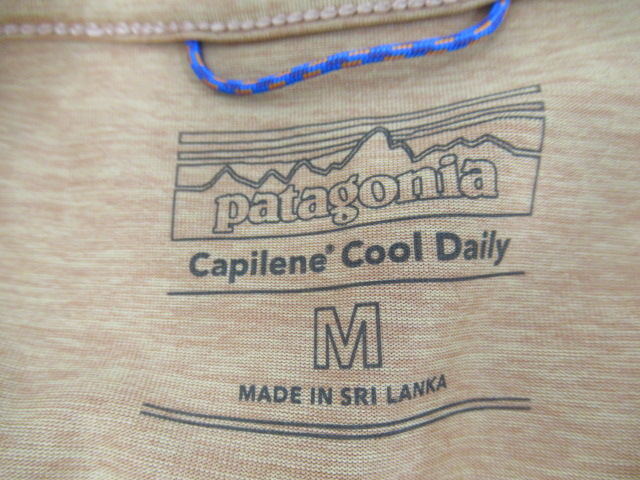 patagonia
Capilene® Cool Daily
M
MADE IN SRI LANKA